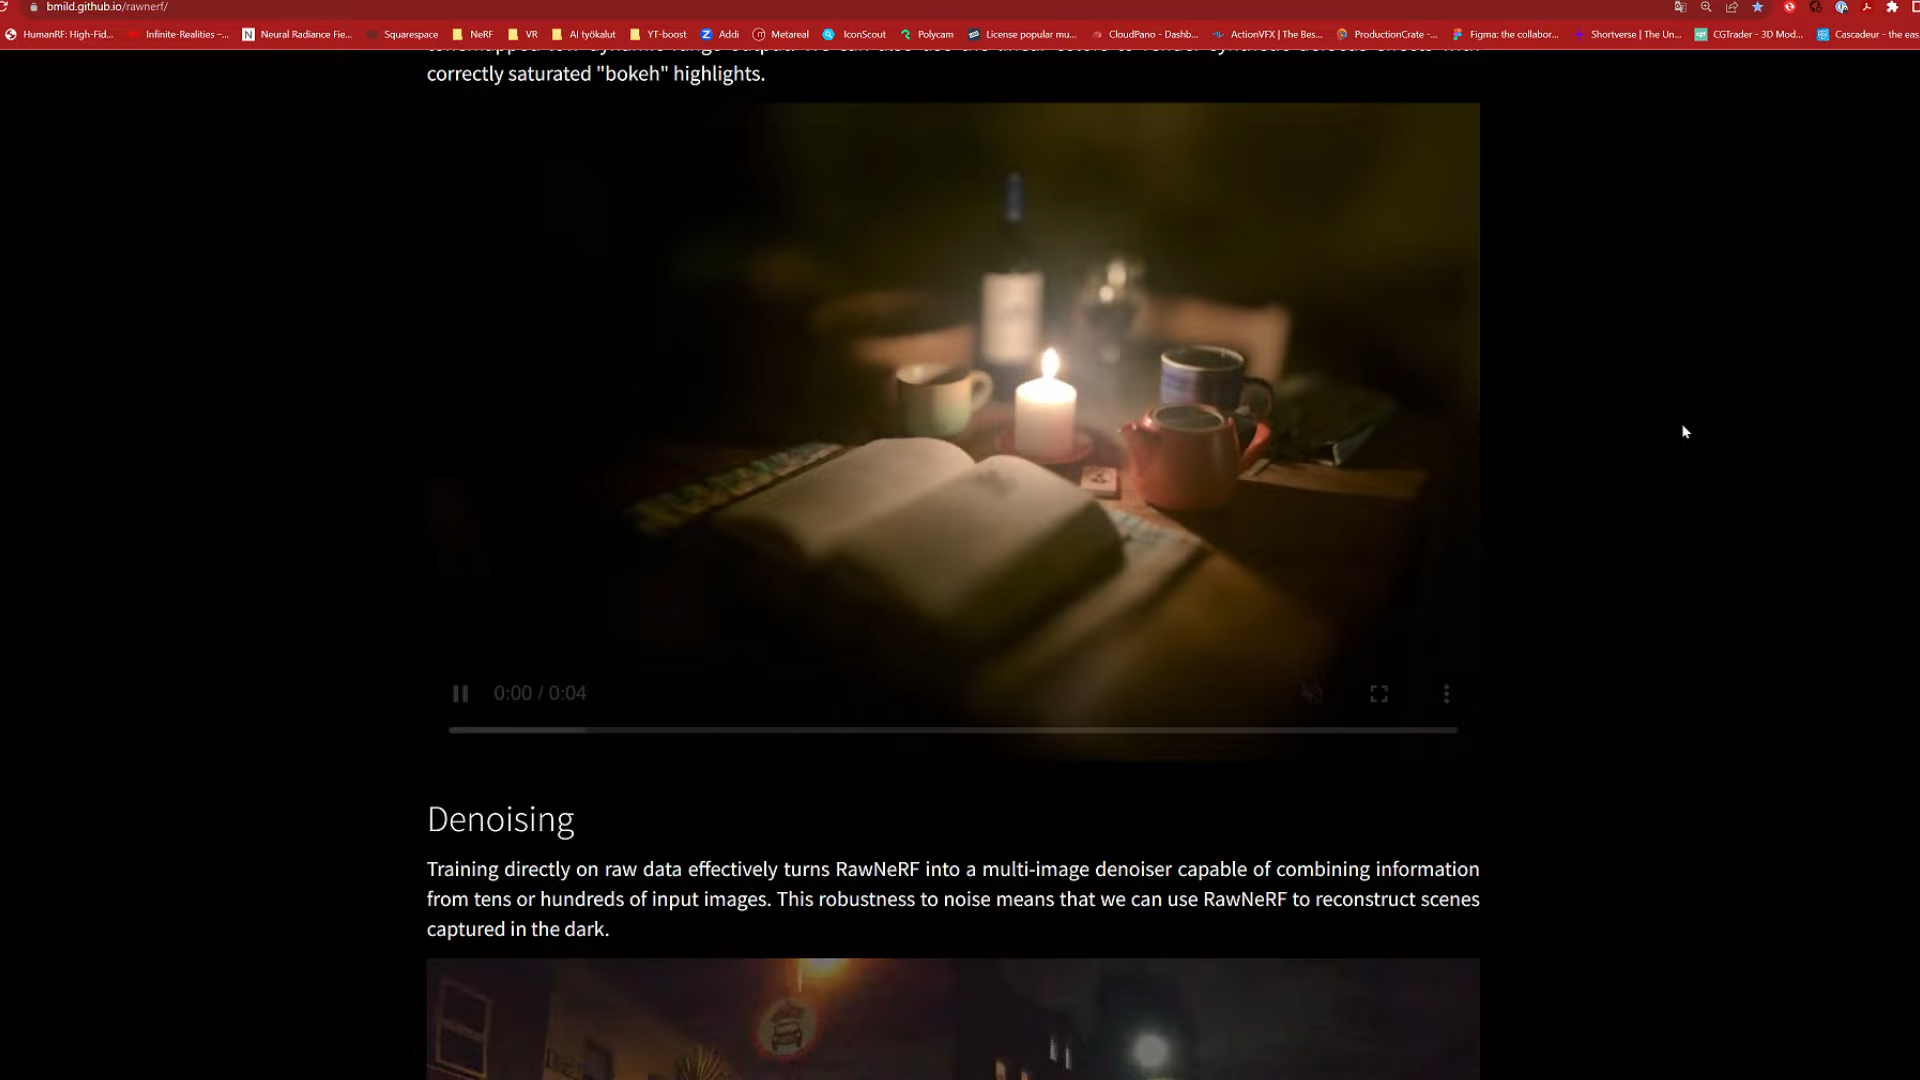 bmild.github.io/rawnerf/
HumanRF: High-Fid... Infinite-Realities –... Neural Radiance Fie... Squarespace NeRF VR AI työkalut YT-boost Addi Metareal IconScout Polycam License popular mu... CloudPano - Dashb... ActionVFX | The Bes... ProductionCrate -... Figma: the collabor... Shortverse | The Un... CGTrader - 3D Mod... Cascadeur - the eas
correctly saturated "bokeh" highlights.
0:00 / 0:04
Denoising
Training directly on raw data effectively turns RawNeRF into a multi-image denoiser capable of combining information
from tens or hundreds of input images. This robustness to noise means that we can use RawNeRF to reconstruct scenes
captured in the dark.